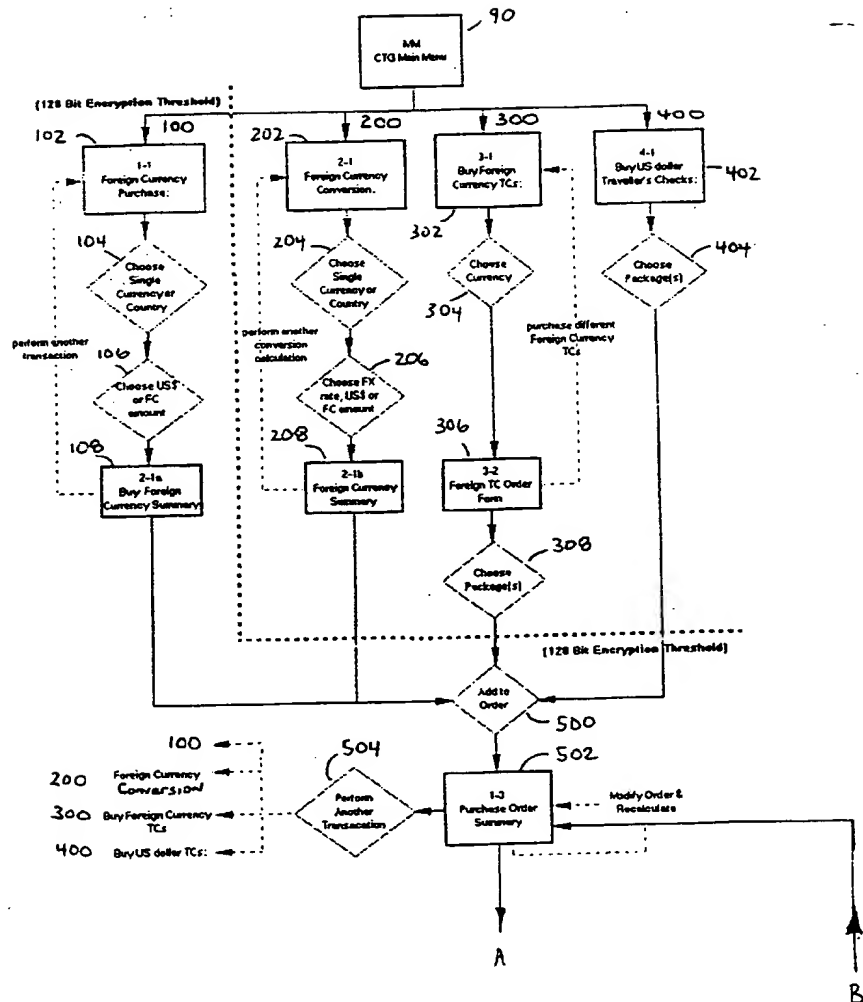 90
MM
CTG Main Menu
[128 Bit Encryption Threshold]
100
200
300
400
102
1-1
Foreign Currency
Purchase:
202
2-1
Foreign Currency
Conversion:
3-1
Buy Foreign
Currency TCs:
302
4-1
Buy US dollar
Traveller's Checks:
402
104
Choose
Single
Currency or
Country
204
Choose
Single
Currency or
Country
Choose
Currency
304
Choose
Package(s)
404
perform another
transaction
perform another
conversion
calculation
purchase different
Foreign Currency
TCs
106
Choose US$
or FC
amount
206
Choose FX
rate, US$ or
FC amount
108
2-1a
Buy Foreign
Currency Summary
208
2-1b
Foreign Currency
Summary
306
3-2
Foreign TC Order
Form
308
Choose
Package(s)
[128 Bit Encryption Threshold]
Add to
Order
500
100
200 Foreign Currency
Conversion
300 Buy Foreign Currency
TCs
400 Buy US dollar TCs:
504
Perform
Another
Transaction
502
1-3
Purchase Order
Summary
Modify Order &
Recalculate
A
B